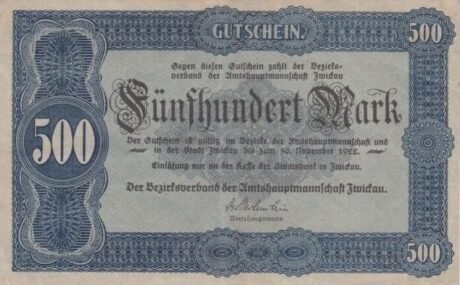 GUTSCHEIN.
500
500
Gegen diesen Gutschein zahlt der Bezirks-
verband der Amtshauptmannschaft Zwickau
Fünfhundert Mark
500
Der Gutschein ist gültig im Bezirke der Amtshauptmannschaft und
in der Stadt Zwickau bis zum 30. November 1922.
Einlösung nur an der Kasse der Staatsbank in Zwickau.
Der Bezirksverband der Amtshauptmannschaft Zwickau.
Amtshauptmann
500
500